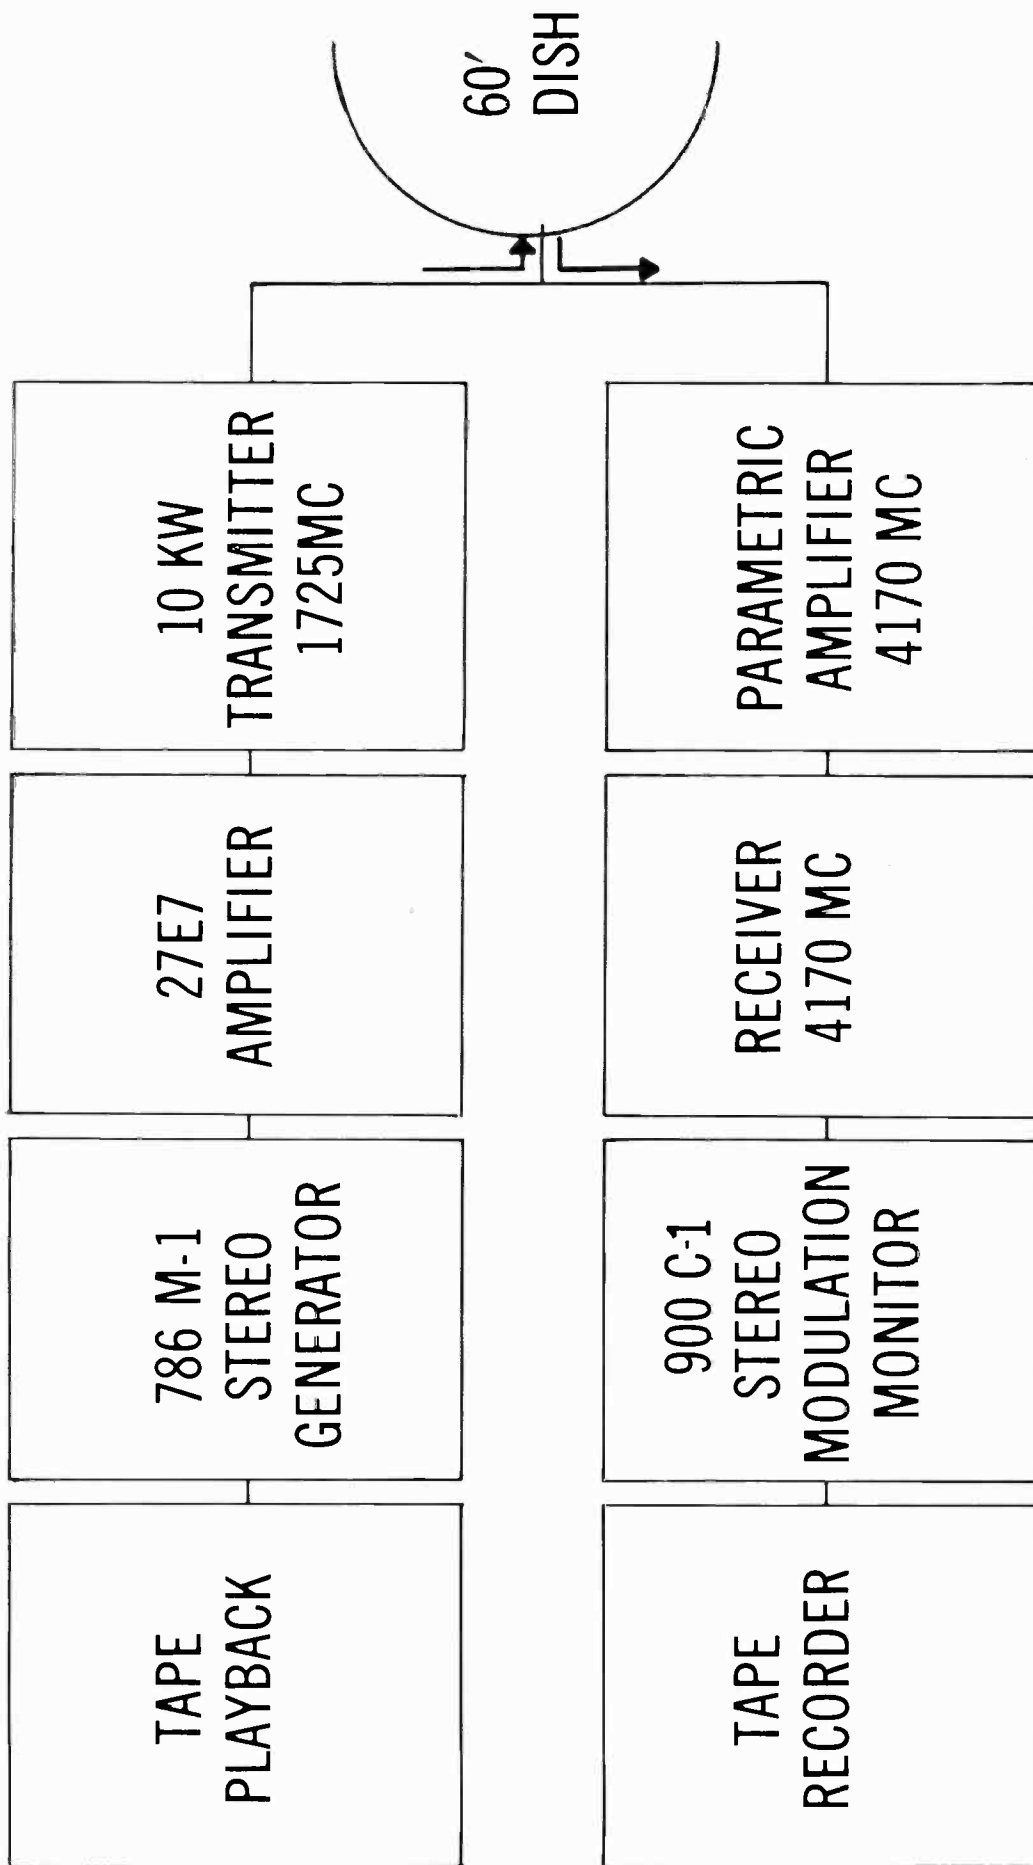 TAPE
PLAYBACK
786 M-1
STEREO
GENERATOR
27E7
AMPLIFIER
10 KW
TRANSMITTER
1725MC
60′
DISH
TAPE
RECORDER
900 C-1
STEREO
MODULATION
MONITOR
RECEIVER
4170 MC
PARAMETRIC
AMPLIFIER
4170 MC